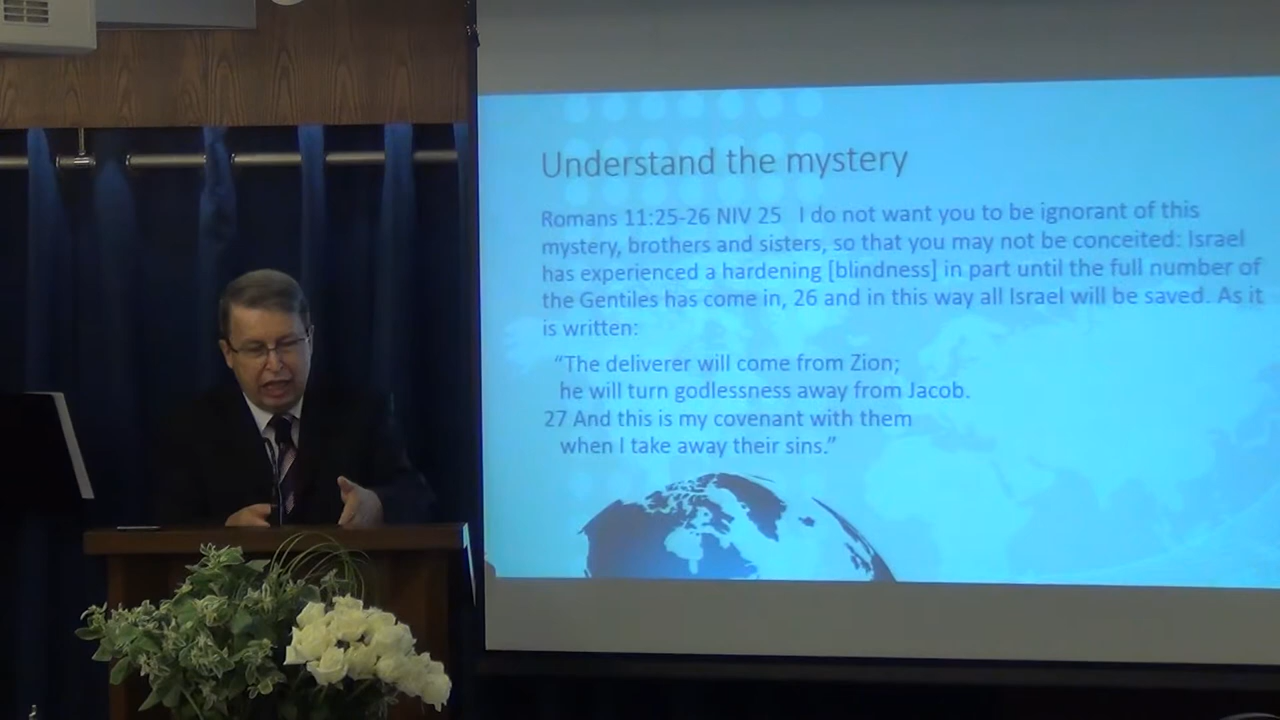 Understand the mystery
Romans 11:25-26 NIV 25 I do not want you to be ignorant of this
mystery, brothers and sisters, so that you may not be conceited: Israel
has experienced a hardening [blindness] in part until the full number of
the Gentiles has come in, 26 and in this way all Israel will be saved. As it
is written:
“The deliverer will come from Zion;
he will turn godlessness away from Jacob.
27 And this is my covenant with them
when I take away their sins.”